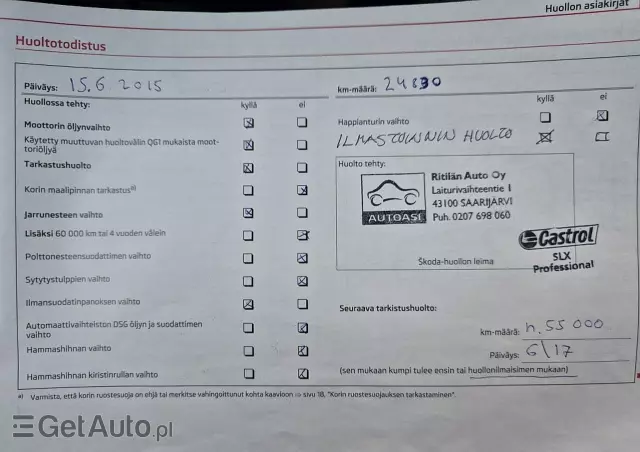 Huollon asiakirjat
Huoltotodistus
Päiväys: 15.6 2015
km-määrä: 24830
Huollossa tehty: kyllä ei
kyllä ei
Moottorin öljynvaihto
Happianturin vaihto
Käytetty muuttuvan huoltovälin QG1 mukaista moot-
toriöljyä
ILMASTOINNIN HUOLTO
Tarkastushuolto
Huolto tehty:
Korin maalipinnan tarkastus a)
Jarrunesteen vaihto
Lisäksi 60 000 km tai 4 vuoden välein
Polttonesteensuodattimen vaihto
Sytytystulppien vaihto
Ilmansuodatinpanoksen vaihto
Automaattivaihteiston DSG öljyn ja suodattimen
vaihto
Hammashihnan vaihto
Hammashihnan kiristinrullan vaihto
AUTOASI
Ritilän Auto Oy
Laiturivaihteentie 1
43100 SAARIJÄRVI
Puh. 0207 698 060
Castrol
SLX
Professional
Škoda-huollon leima
Seuraava tarkistushuolto:
km-määrä: n. 55 000
Päiväys: 6/17
(sen mukaan kumpi tulee ensin tai huollonilmaisimen mukaan)
a) Varmista, että korin ruostesuoja on ehjä tai merkitse vahingoittunut kohta kaavioon » sivu 18, "Korin ruostesuojauksen tarkastaminen".
GetAuto.pl